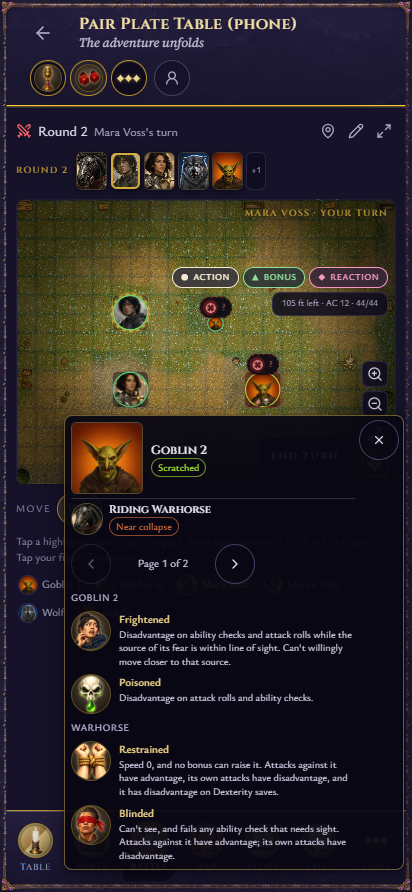 Pair Plate Table (phone)
The adventure unfolds
Round 2 Mara Voss's turn
ROUND 2
+1
MARA VOSS · YOUR TURN
ACTION
BONUS
REACTION
105 ft left · AC 12 · 44/44
Goblin 2
Scratched
END TURN
MOVE
Riding Warhorse
Near collapse
Tap a high
Tap your fi
Page 1 of 2
Gobl
Wolf
GOBLIN 2
Frightened
Disadvantage on ability checks and attack rolls while the
source of its fear is within line of sight. Can't willingly
move closer to that source.
Poisoned
Disadvantage on attack rolls and ability checks.
WARHORSE
Restrained
Speed 0, and no bonus can raise it. Attacks against it
have advantage, its own attacks have disadvantage, and
it has disadvantage on Dexterity saves.
Blinded
Can't see, and fails any ability check that needs sight.
Attacks against it have advantage; its own attacks have
disadvantage.
TABLE